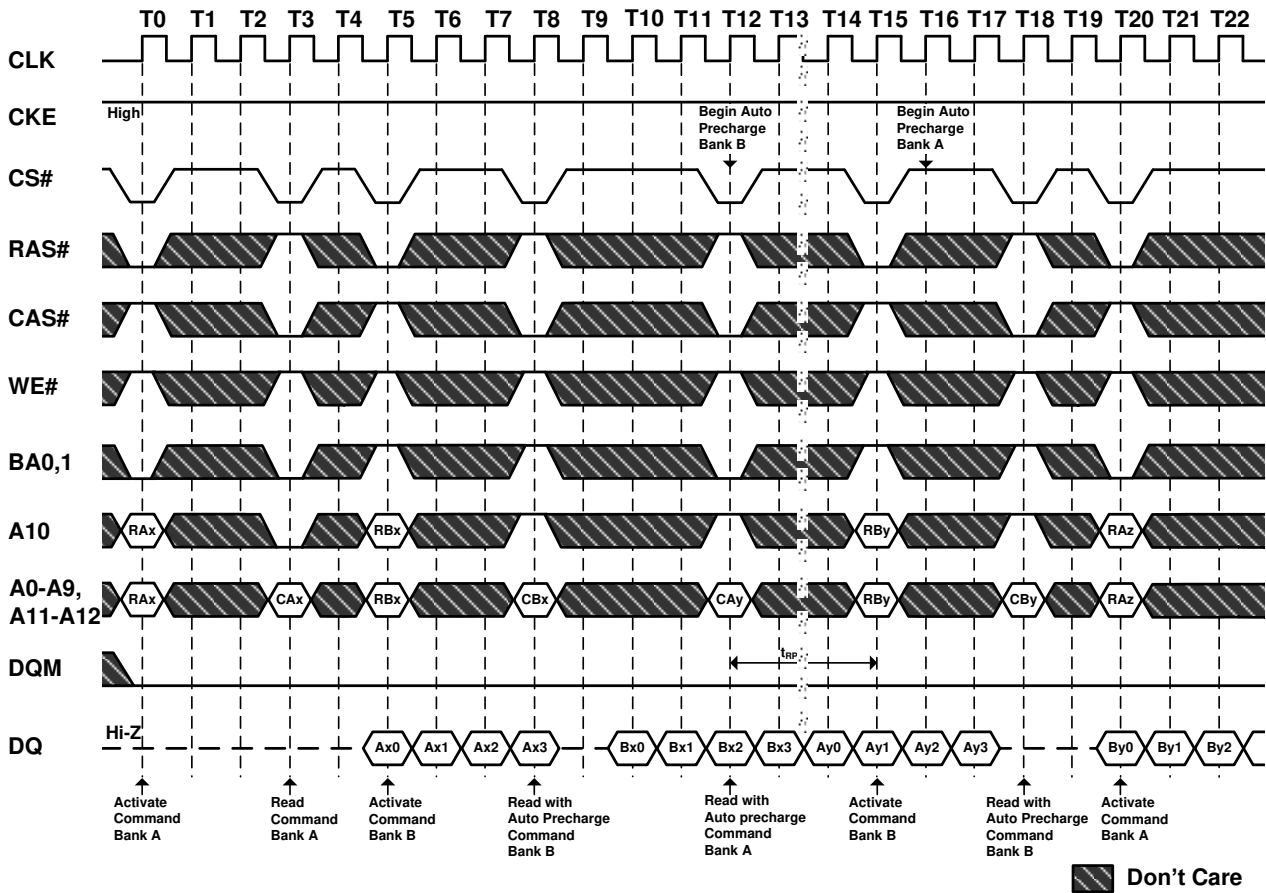 T0 T1 T2 T3 T4 T5 T6 T7 T8 T9 T10 T11 T12 T13 T14 T15 T16 T17 T18 T19 T20 T21 T22
CLK
CKE
High
Begin Auto
Precharge
Bank B
Begin Auto
Precharge
Bank A
CS#
RAS#
CAS#
WE#
BA0,1
A10
RAx RBx RBy RAz
A0-A9,
A11-A12
RAx CAx RBx CBx CAy RBy CBy RAz
DQM
tRP
DQ
Hi-Z
Ax0 Ax1 Ax2 Ax3 Bx0 Bx1 Bx2 Bx3 Ay0 Ay1 Ay2 Ay3 By0 By1 By2
Activate
Command
Bank A
Read
Command
Bank A
Activate
Command
Bank B
Read with
Auto Precharge
Command
Bank B
Read with
Auto precharge
Command
Bank A
Activate
Command
Bank B
Read with
Auto Precharge
Command
Bank B
Activate
Command
Bank A
Don't Care